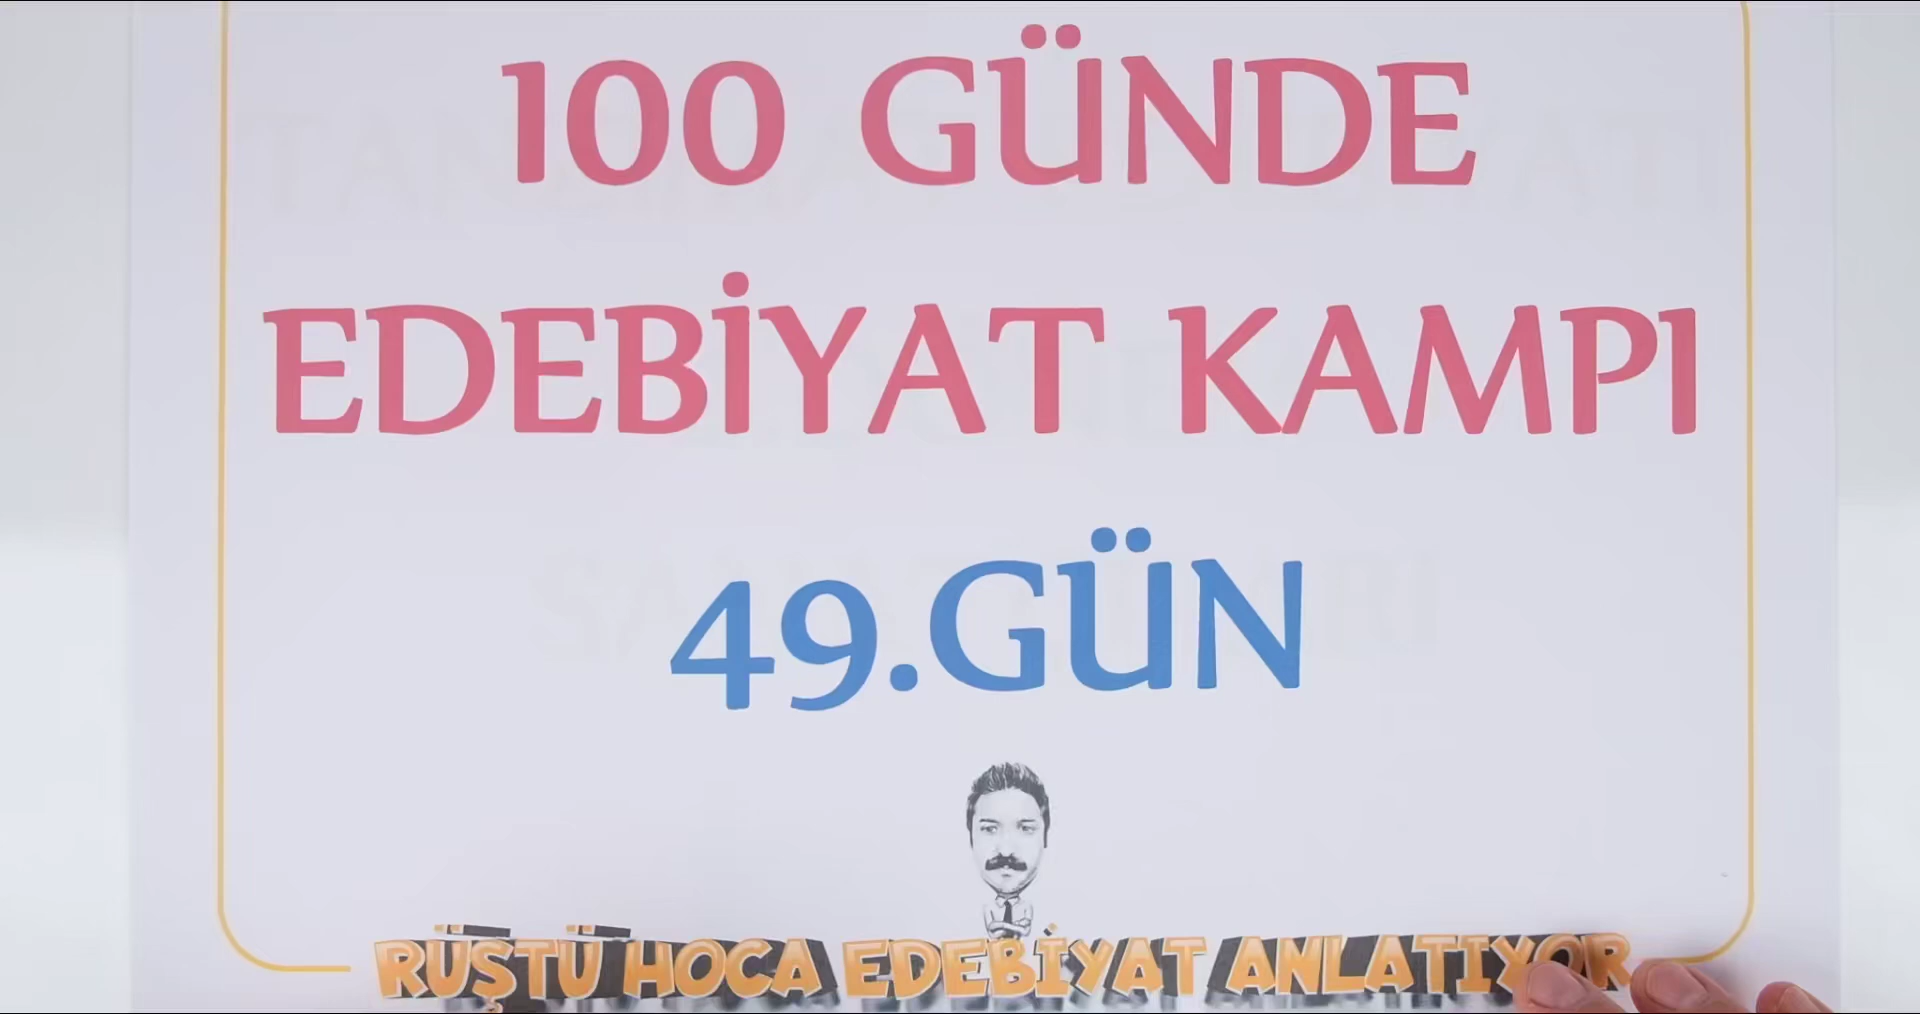 100 GÜNDE
EDEBİYAT KAMPI
49.GÜN
RÜŞTÜ HOCA EDEBİYAT ANLATIYOR